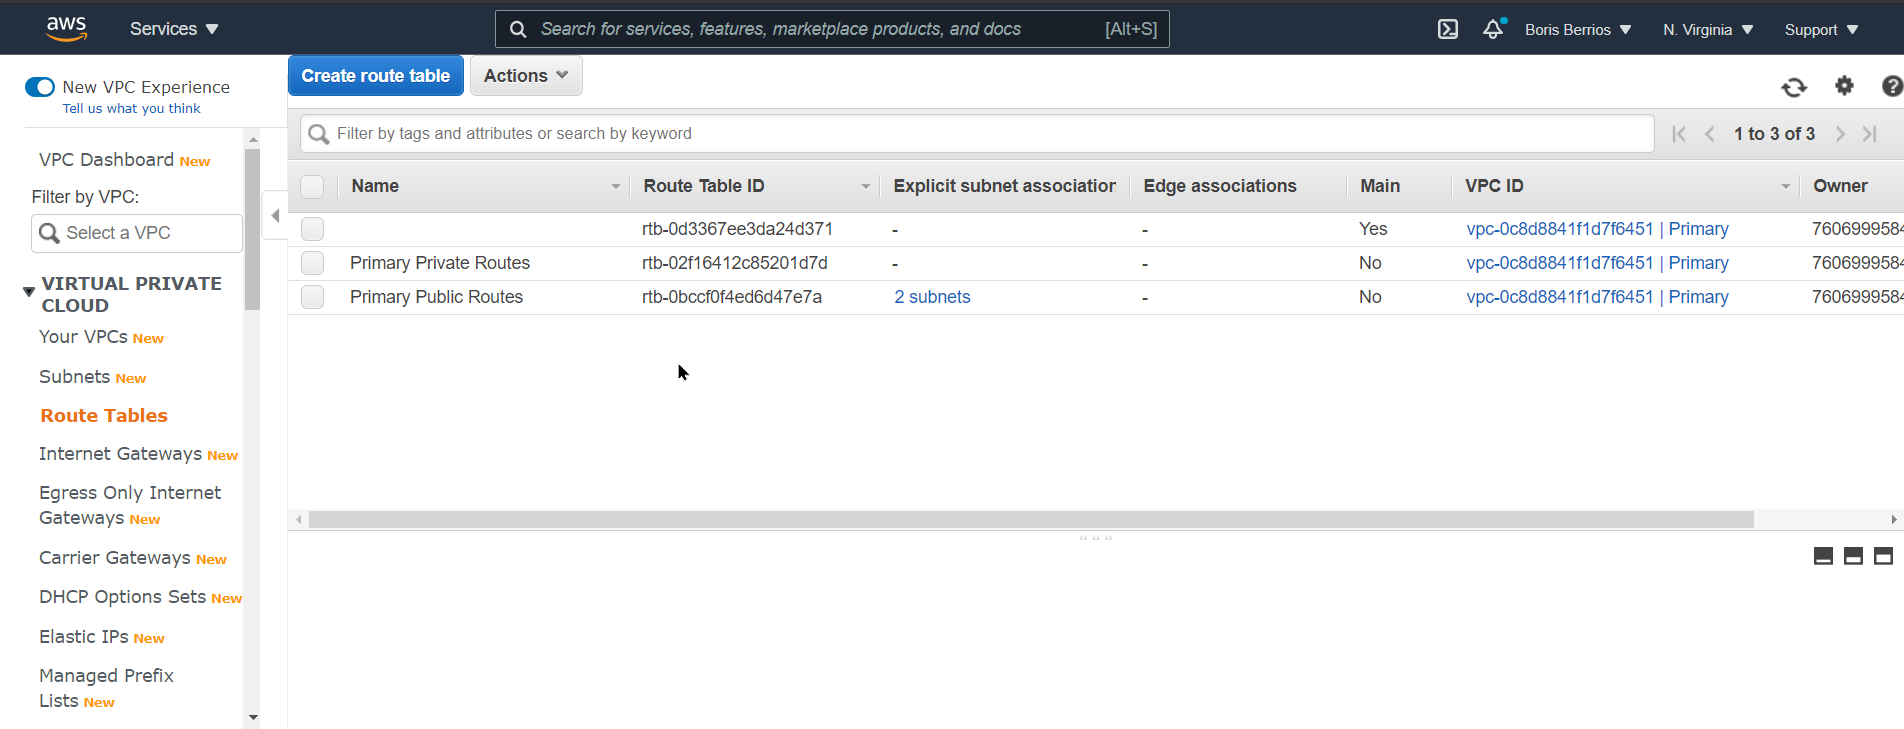 aws
Services
Search for services, features, marketplace products, and docs
[Alt+S]
Boris Berrios
N. Virginia
Support
New VPC Experience
Tell us what you think
VPC Dashboard New
Filter by VPC:
Select a VPC
VIRTUAL PRIVATE
CLOUD
Your VPCs New
Subnets New
Route Tables
Internet Gateways New
Egress Only Internet
Gateways New
Carrier Gateways New
DHCP Options Sets New
Elastic IPs New
Managed Prefix
Lists New
Create route table
Actions
Filter by tags and attributes or search by keyword
1 to 3 of 3
Name Route Table ID Explicit subnet association Edge associations Main VPC ID Owner
rtb-0d3367ee3da24d371 - - Yes vpc-0c8d8841f1d7f6451 | Primary 7606999584
Primary Private Routes rtb-02f16412c85201d7d - - No vpc-0c8d8841f1d7f6451 | Primary 7606999584
Primary Public Routes rtb-0bccf0f4ed6d47e7a 2 subnets - No vpc-0c8d8841f1d7f6451 | Primary 7606999584